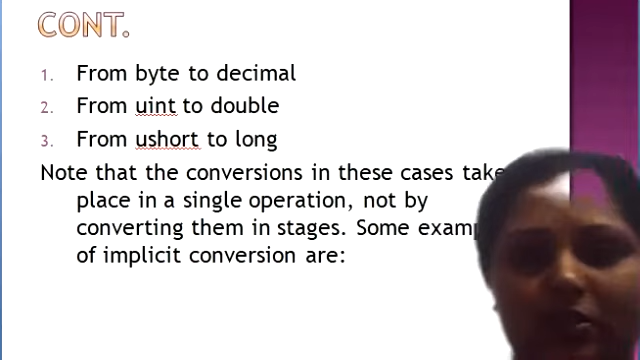 CONT.
1. From byte to decimal
2. From uint to double
3. From ushort to long
Note that the conversions in these cases take
place in a single operation, not by
converting them in stages. Some
of implicit conversion are: